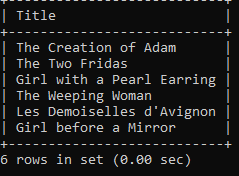 +---------------------------+
| Title                     |
+---------------------------+
| The Creation of Adam      |
| The Two Fridas            |
| Girl with a Pearl Earring |
| The Weeping Woman         |
| Les Demoiselles d'Avignon |
| Girl before a Mirror      |
+---------------------------+
6 rows in set (0.00 sec)